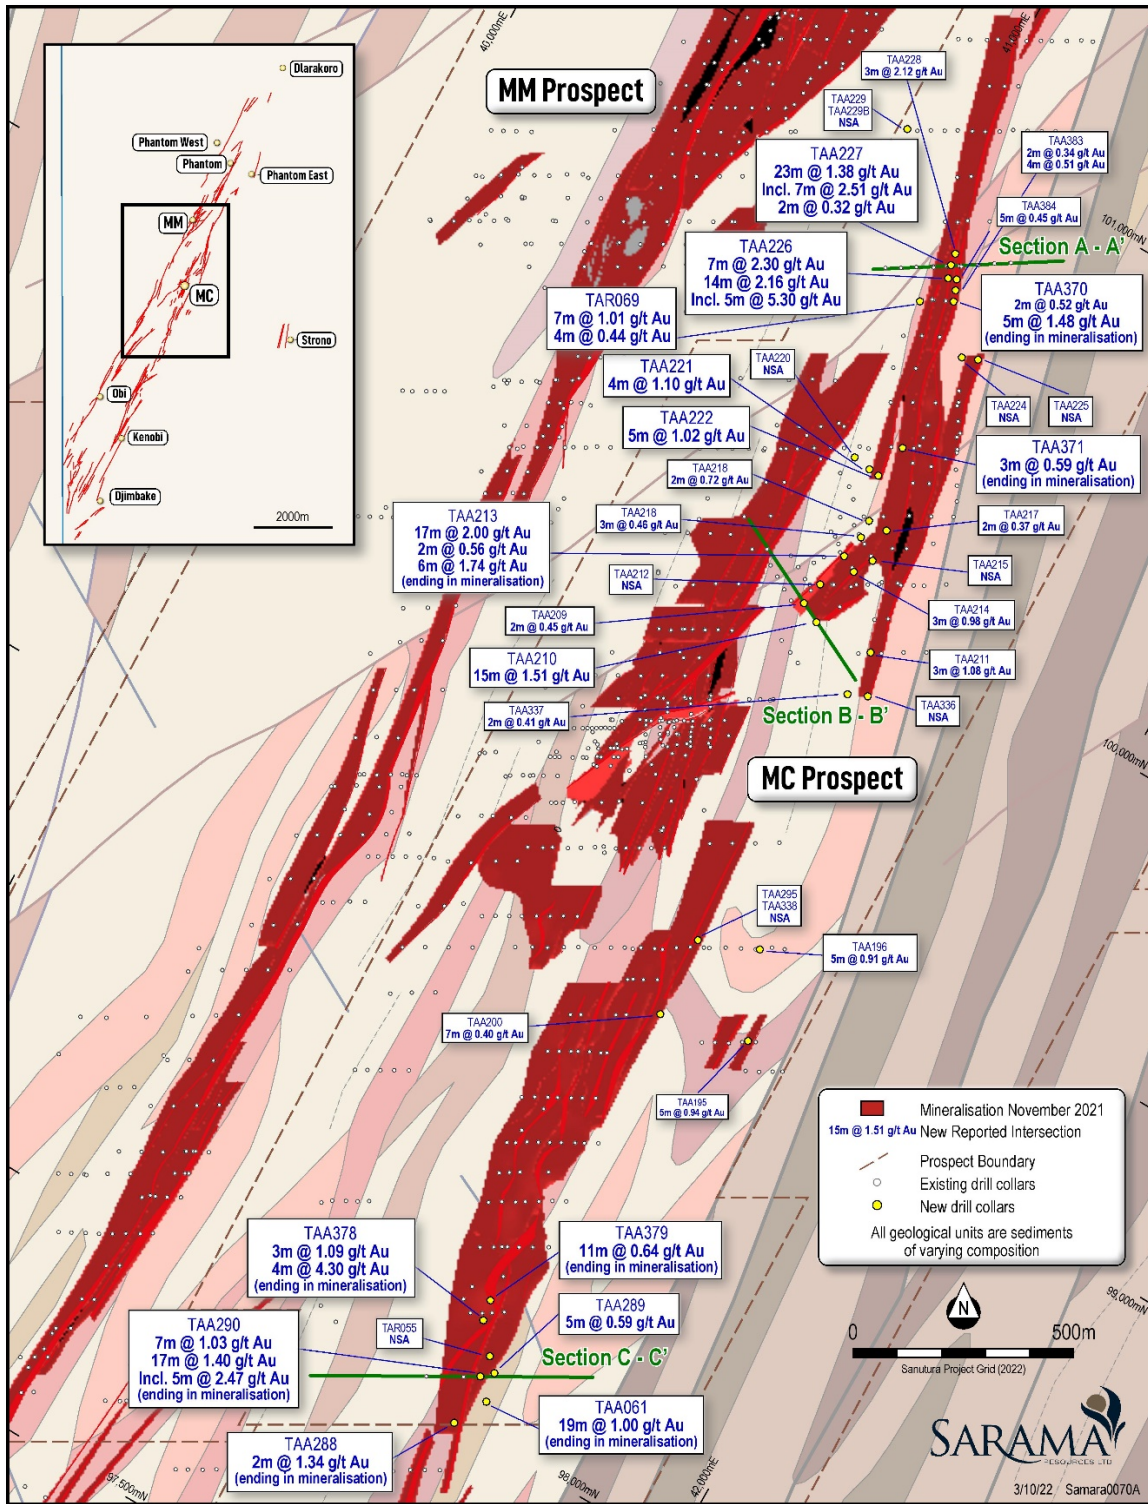 40,000mE
41,000mE
Dlarakoro
Phantom West
Phantom
Phantom East
MM
MC
Strono
Obi
Kenobi
Djimbake
2000m
MM Prospect
TAA228
3m @ 2.12 g/t Au
TAA229
TAA229B
NSA
TAA227
23m @ 1.38 g/t Au
Incl. 7m @ 2.51 g/t Au
2m @ 0.32 g/t Au
TAA383
2m @ 0.34 g/t Au
4m @ 0.51 g/t Au
TAA384
5m @ 0.45 g/t Au
101,000mN
Section A - A'
TAA226
7m @ 2.30 g/t Au
14m @ 2.16 g/t Au
Incl. 5m @ 5.30 g/t Au
TAR069
7m @ 1.01 g/t Au
4m @ 0.44 g/t Au
TAA370
2m @ 0.52 g/t Au
5m @ 1.48 g/t Au
(ending in mineralisation)
TAA220
NSA
TAA221
4m @ 1.10 g/t Au
TAA224
NSA
TAA225
NSA
TAA222
5m @ 1.02 g/t Au
TAA371
3m @ 0.59 g/t Au
(ending in mineralisation)
TAA218
2m @ 0.72 g/t Au
TAA218
3m @ 0.46 g/t Au
TAA217
2m @ 0.37 g/t Au
TAA213
17m @ 2.00 g/t Au
2m @ 0.56 g/t Au
6m @ 1.74 g/t Au
(ending in mineralisation)
TAA212
NSA
TAA215
NSA
TAA209
2m @ 0.45 g/t Au
TAA214
3m @ 0.98 g/t Au
TAA210
15m @ 1.51 g/t Au
TAA211
3m @ 1.08 g/t Au
TAA337
2m @ 0.41 g/t Au
TAA336
NSA
Section B - B'
100,000mN
MC Prospect
TAA295
TAA338
NSA
TAA196
5m @ 0.91 g/t Au
TAA200
7m @ 0.40 g/t Au
TAA195
5m @ 0.94 g/t Au
Mineralisation November 2021
15m @ 1.51 g/t Au New Reported Intersection
Prospect Boundary
Existing drill collars
New drill collars
All geological units are sediments
of varying composition
TAA378
3m @ 1.09 g/t Au
4m @ 4.30 g/t Au
(ending in mineralisation)
TAA379
11m @ 0.64 g/t Au
(ending in mineralisation)
TAA289
5m @ 0.59 g/t Au
TAR055
NSA
TAA290
7m @ 1.03 g/t Au
17m @ 1.40 g/t Au
Incl. 5m @ 2.47 g/t Au
(ending in mineralisation)
Section C - C'
TAA061
19m @ 1.00 g/t Au
(ending in mineralisation)
TAA288
2m @ 1.34 g/t Au
(ending in mineralisation)
99,000mN
N
0 500m
Sanutura Project Grid (2022)
97,500mN
98,000mN
42,000mE
SARAMA
RESOURCES LTD
3/10/22 Samara0070A